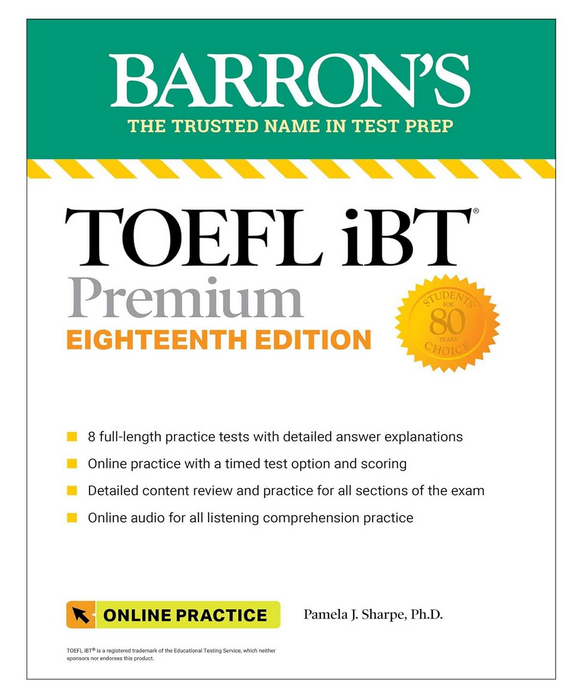 BARRON'S
THE TRUSTED NAME IN TEST PREP
TOEFL iBT®
Premium
EIGHTEENTH EDITION
STUDENTS'
FOR
80
YEARS
CHOICE
8 full-length practice tests with detailed answer explanations
Online practice with a timed test option and scoring
Detailed content review and practice for all sections of the exam
Online audio for all listening comprehension practice
ONLINE PRACTICE
Pamela J. Sharpe, Ph.D.
TOEFL iBT® is a registered trademark of the Educational Testing Service, which neither
sponsors nor endorses this product.